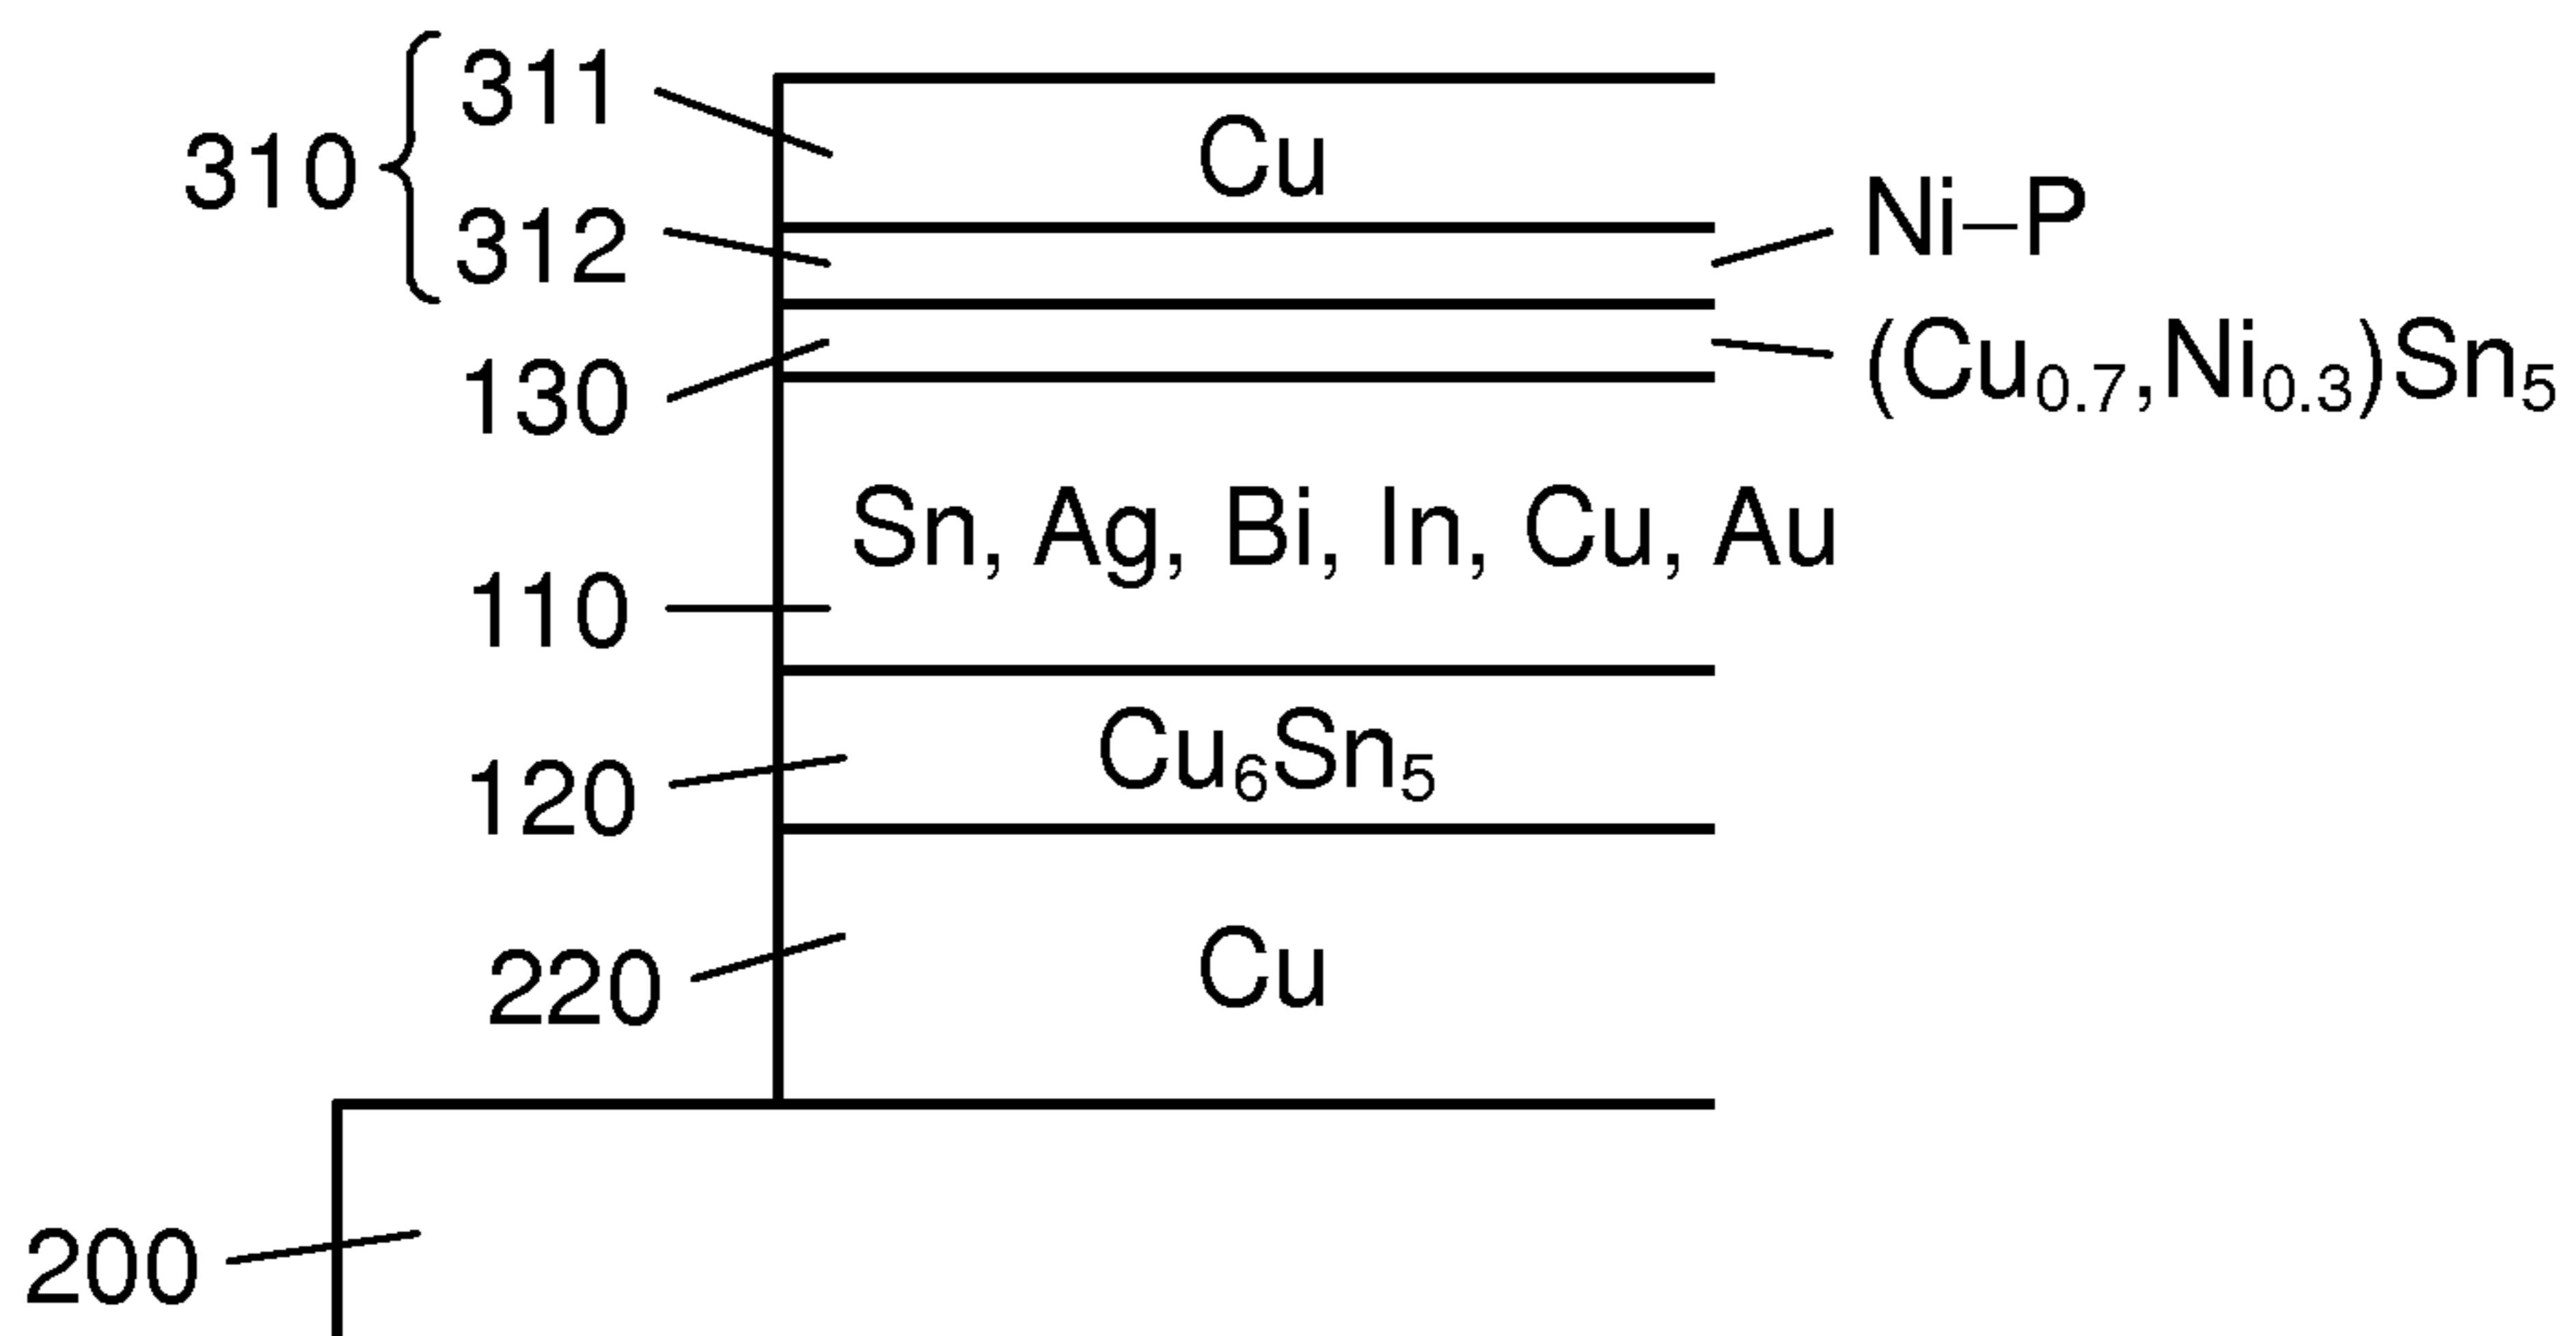 311
Cu
310
Ni–P
312
(Cu₀.₇,Ni₀.₃)Sn₅
130
Sn, Ag, Bi, In, Cu, Au
110
Cu₆Sn₅
120
Cu
220
200